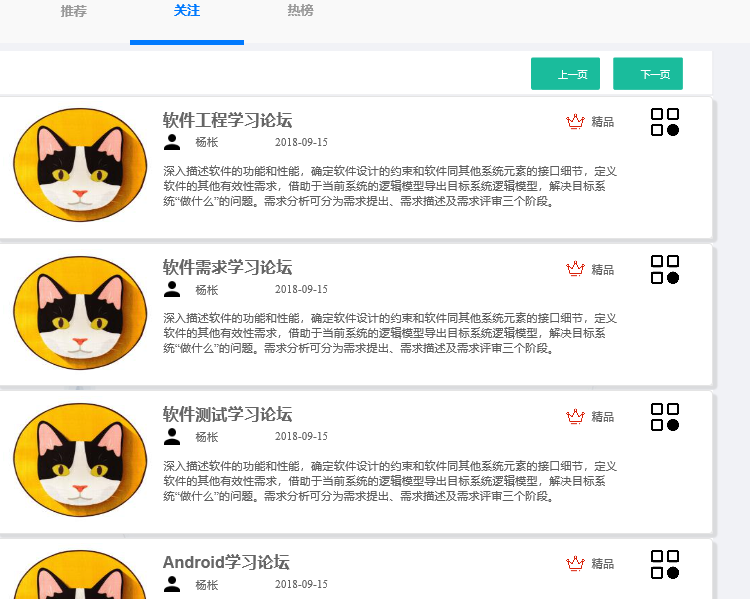 推荐 关注 热榜
上一页 下一页
软件工程学习论坛 精品
杨枨 2018-09-15
深入描述软件的功能和性能，确定软件设计的约束和软件同其他系统元素的接口细节，定义
软件的其他有效性需求，借助于当前系统的逻辑模型导出目标系统逻辑模型，解决目标系
统“做什么”的问题。需求分析可分为需求提出、需求描述及需求评审三个阶段。
软件需求学习论坛 精品
杨枨 2018-09-15
深入描述软件的功能和性能，确定软件设计的约束和软件同其他系统元素的接口细节，定义
软件的其他有效性需求，借助于当前系统的逻辑模型导出目标系统逻辑模型，解决目标系
统“做什么”的问题。需求分析可分为需求提出、需求描述及需求评审三个阶段。
软件测试学习论坛 精品
杨枨 2018-09-15
深入描述软件的功能和性能，确定软件设计的约束和软件同其他系统元素的接口细节，定义
软件的其他有效性需求，借助于当前系统的逻辑模型导出目标系统逻辑模型，解决目标系
统“做什么”的问题。需求分析可分为需求提出、需求描述及需求评审三个阶段。
Android学习论坛 精品
杨枨 2018-09-15